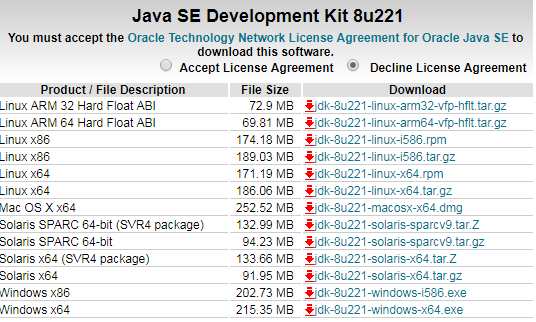 Java SE Development Kit 8u221
You must accept the Oracle Technology Network License Agreement for Oracle Java SE to
download this software.
Accept License Agreement Decline License Agreement
Product / File Description File Size Download
Linux ARM 32 Hard Float ABI 72.9 MB jdk-8u221-linux-arm32-vfp-hflt.tar.gz
Linux ARM 64 Hard Float ABI 69.81 MB jdk-8u221-linux-arm64-vfp-hflt.tar.gz
Linux x86 174.18 MB jdk-8u221-linux-i586.rpm
Linux x86 189.03 MB jdk-8u221-linux-i586.tar.gz
Linux x64 171.19 MB jdk-8u221-linux-x64.rpm
Linux x64 186.06 MB jdk-8u221-linux-x64.tar.gz
Mac OS X x64 252.52 MB jdk-8u221-macosx-x64.dmg
Solaris SPARC 64-bit (SVR4 package) 132.99 MB jdk-8u221-solaris-sparcv9.tar.Z
Solaris SPARC 64-bit 94.23 MB jdk-8u221-solaris-sparcv9.tar.gz
Solaris x64 (SVR4 package) 133.66 MB jdk-8u221-solaris-x64.tar.Z
Solaris x64 91.95 MB jdk-8u221-solaris-x64.tar.gz
Windows x86 202.73 MB jdk-8u221-windows-i586.exe
Windows x64 215.35 MB jdk-8u221-windows-x64.exe